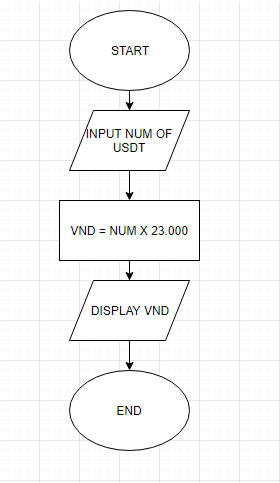 START
INPUT NUM OF
USDT
VND = NUM X 23.000
DISPLAY VND
END